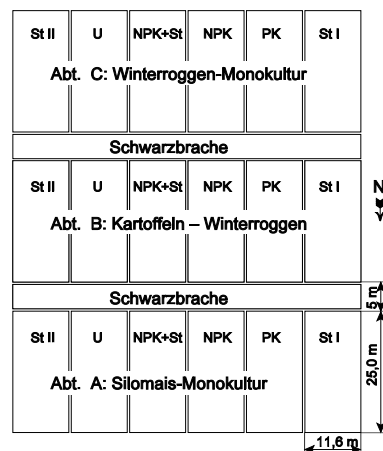 St II U NPK+St NPK PK St I
Abt. C: Winterroggen-Monokultur
Schwarzbrache
St II U NPK+St NPK PK St I
N
Abt. B: Kartoffeln – Winterroggen
Schwarzbrache
5 m
St II U NPK+St NPK PK St I
25,0 m
Abt. A: Silomais-Monokultur
11,6 m